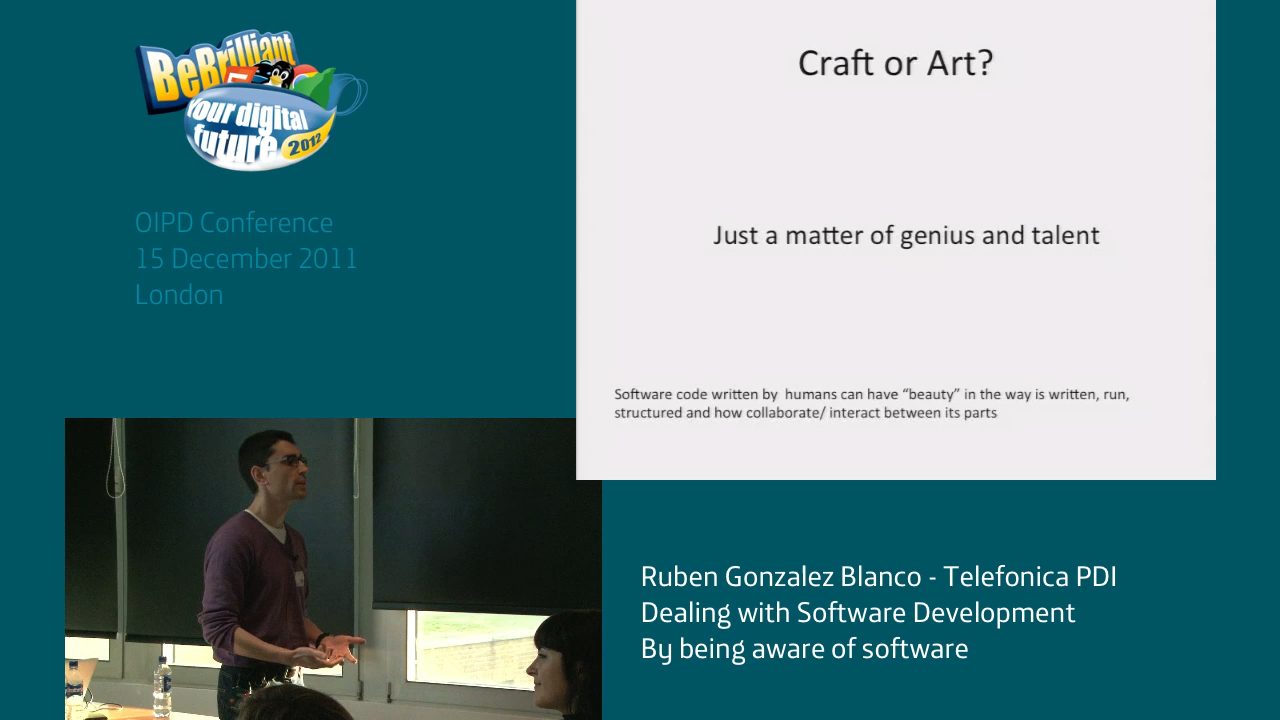 BeBrilliant
Your digital
future 2012
OIPD Conference
15 December 2011
London
Craft or Art?
Just a matter of genius and talent
Software code written by  humans can have “beauty” in the way is written, run,
structured and how collaborate/ interact between its parts
Ruben Gonzalez Blanco - Telefonica PDI
Dealing with Software Development
By being aware of software